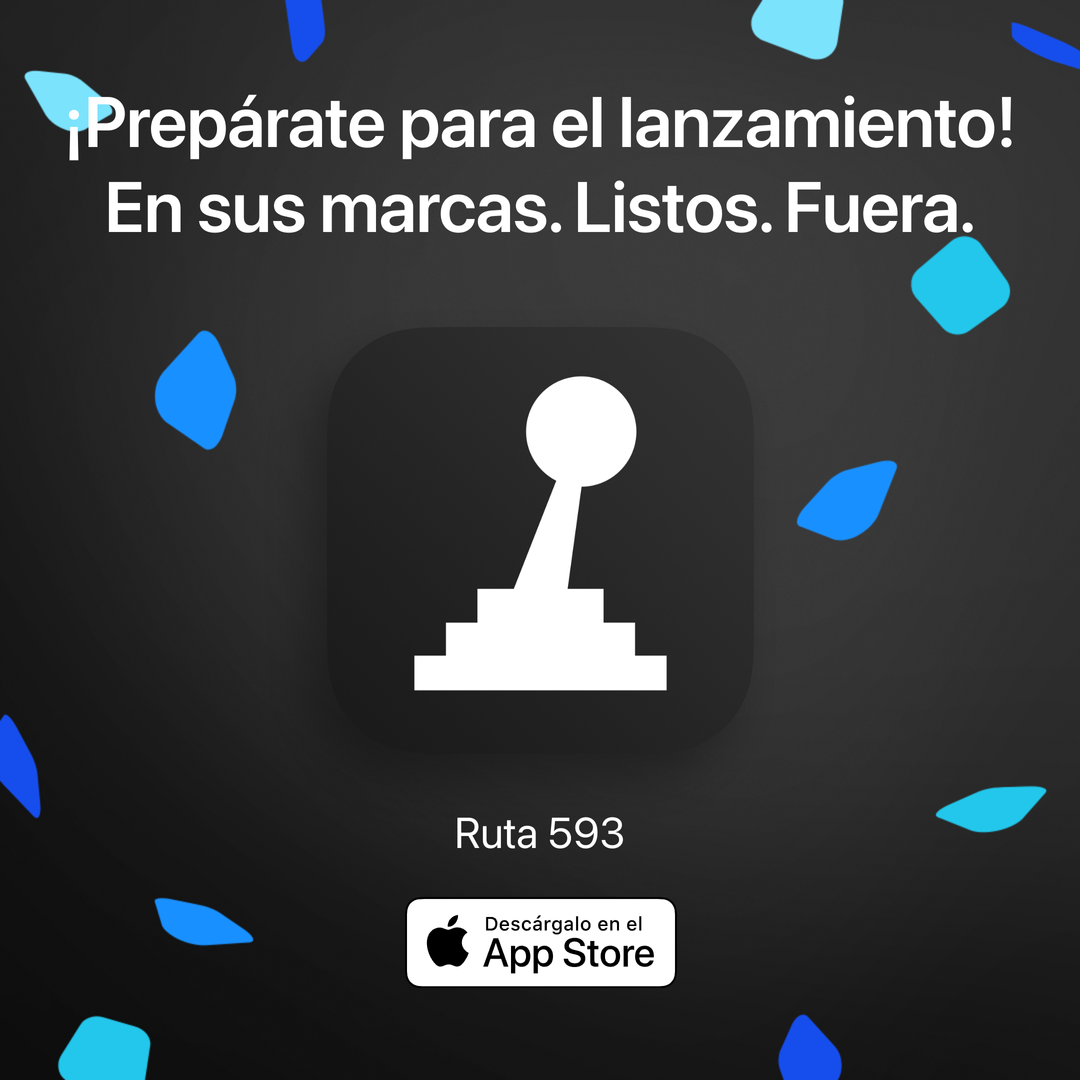 ¡Prepárate para el lanzamiento!
En sus marcas. Listos. Fuera.
Ruta 593
Descárgalo en el
App Store